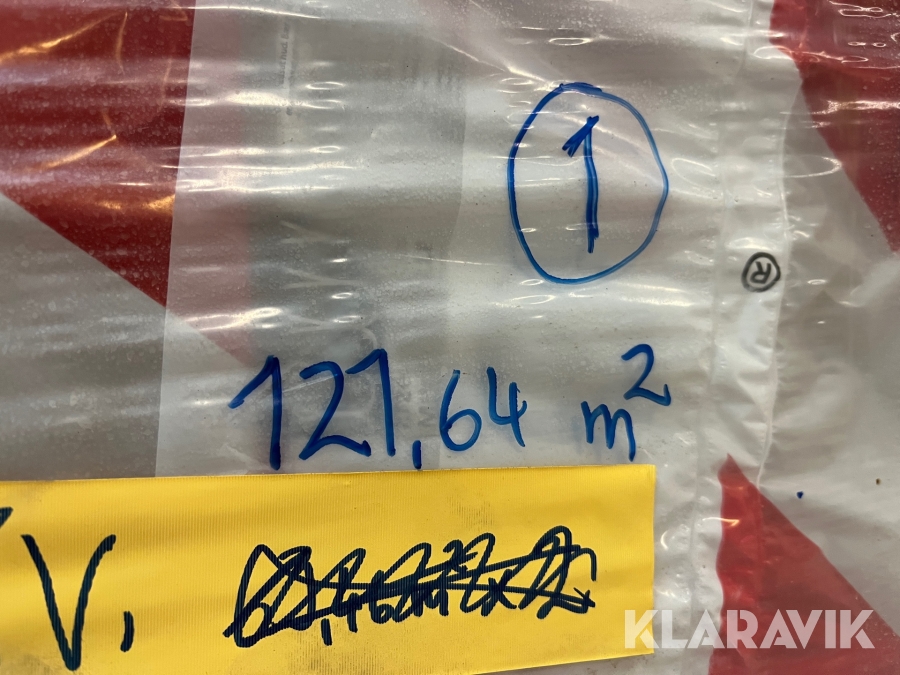 1
®
121,64 m²
V.
KLARAVIK